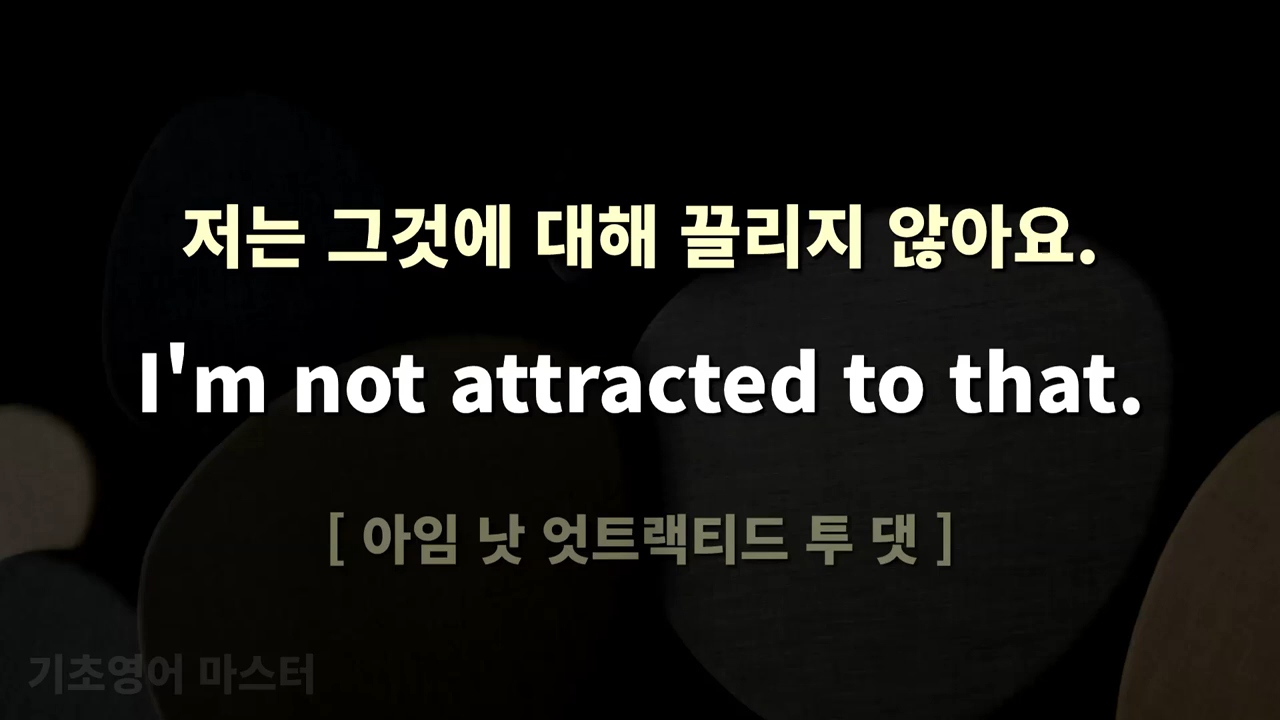 저는 그것에 대해 끌리지 않아요.
I'm not attracted to that.
[ 아임 낫 엇트랙티드 투 댓 ]
기초영어 마스터